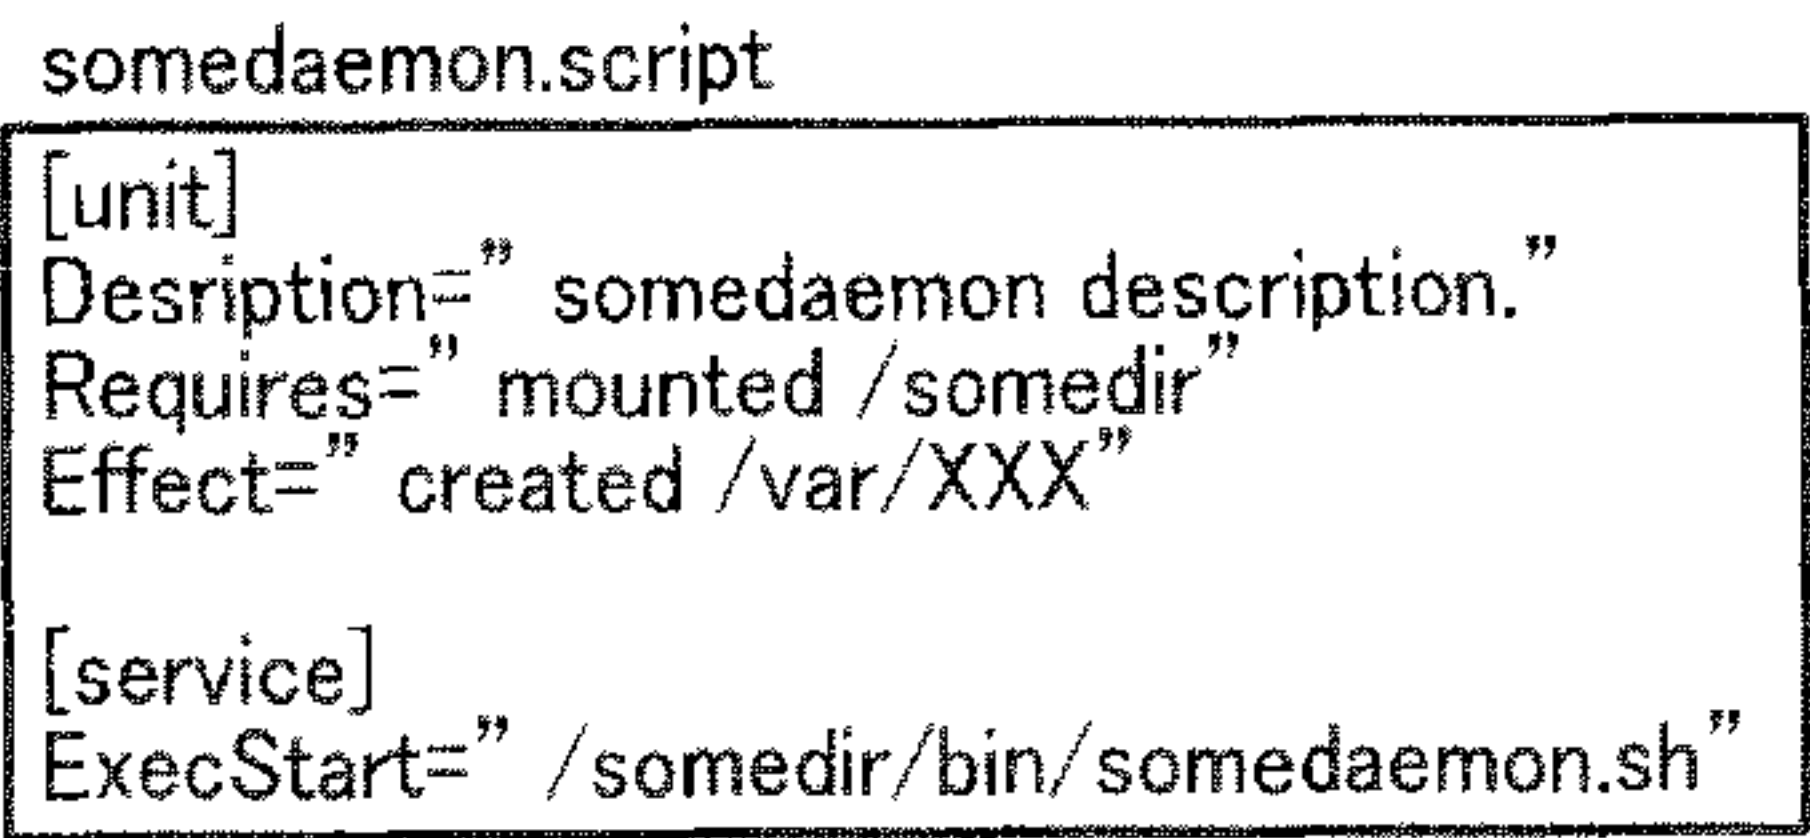 somedaemon.script
[unit]
Desription=” somedaemon description.”
Requires=” mounted /somedir”
Effect=” created /var/XXX”
[service]
ExecStart=” /somedir/bin/somedaemon.sh”